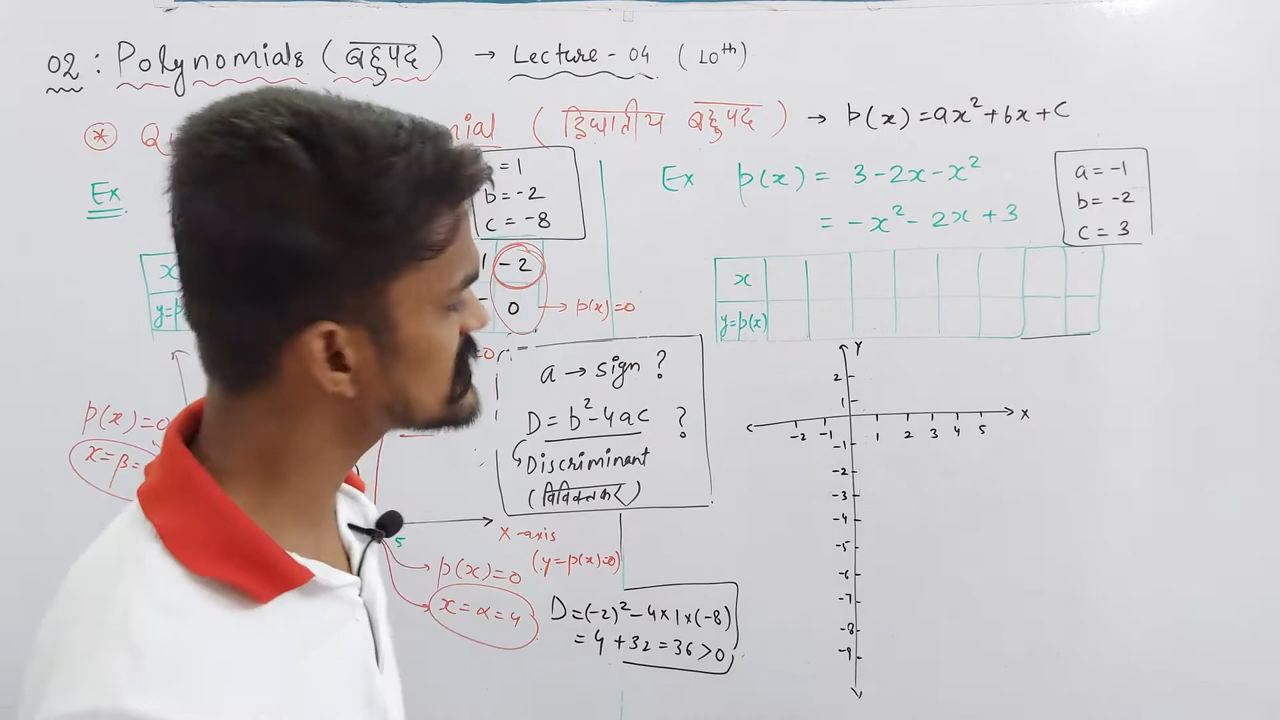 02 : Polynomials (बहुपद) → Lecture - 04 (10th)
* nomial (द्विघातीय बहुपद) → p(x) = ax² + bx + c
Ex
= 1
b = -2
c = -8
x 1 -2
y=p 0 → p(x)=0
p(x)=0
x = β =
a → sign ?
D = b² - 4ac ?
Discriminant
(विविक्तकर)
X-axis
(y=p(x)=0)
5
p(x)=0
x = α = 4
D = (-2)² - 4×1×(-8)
= 4 + 32 = 36 > 0
Ex p(x) = 3 - 2x - x²
= -x² - 2x + 3
a = -1
b = -2
c = 3
x
y=p(x)
Y
2
1
-2 -1 1 2 3 4 5 X
-1
-2
-3
-4
-5
-6
-7
-8
-9